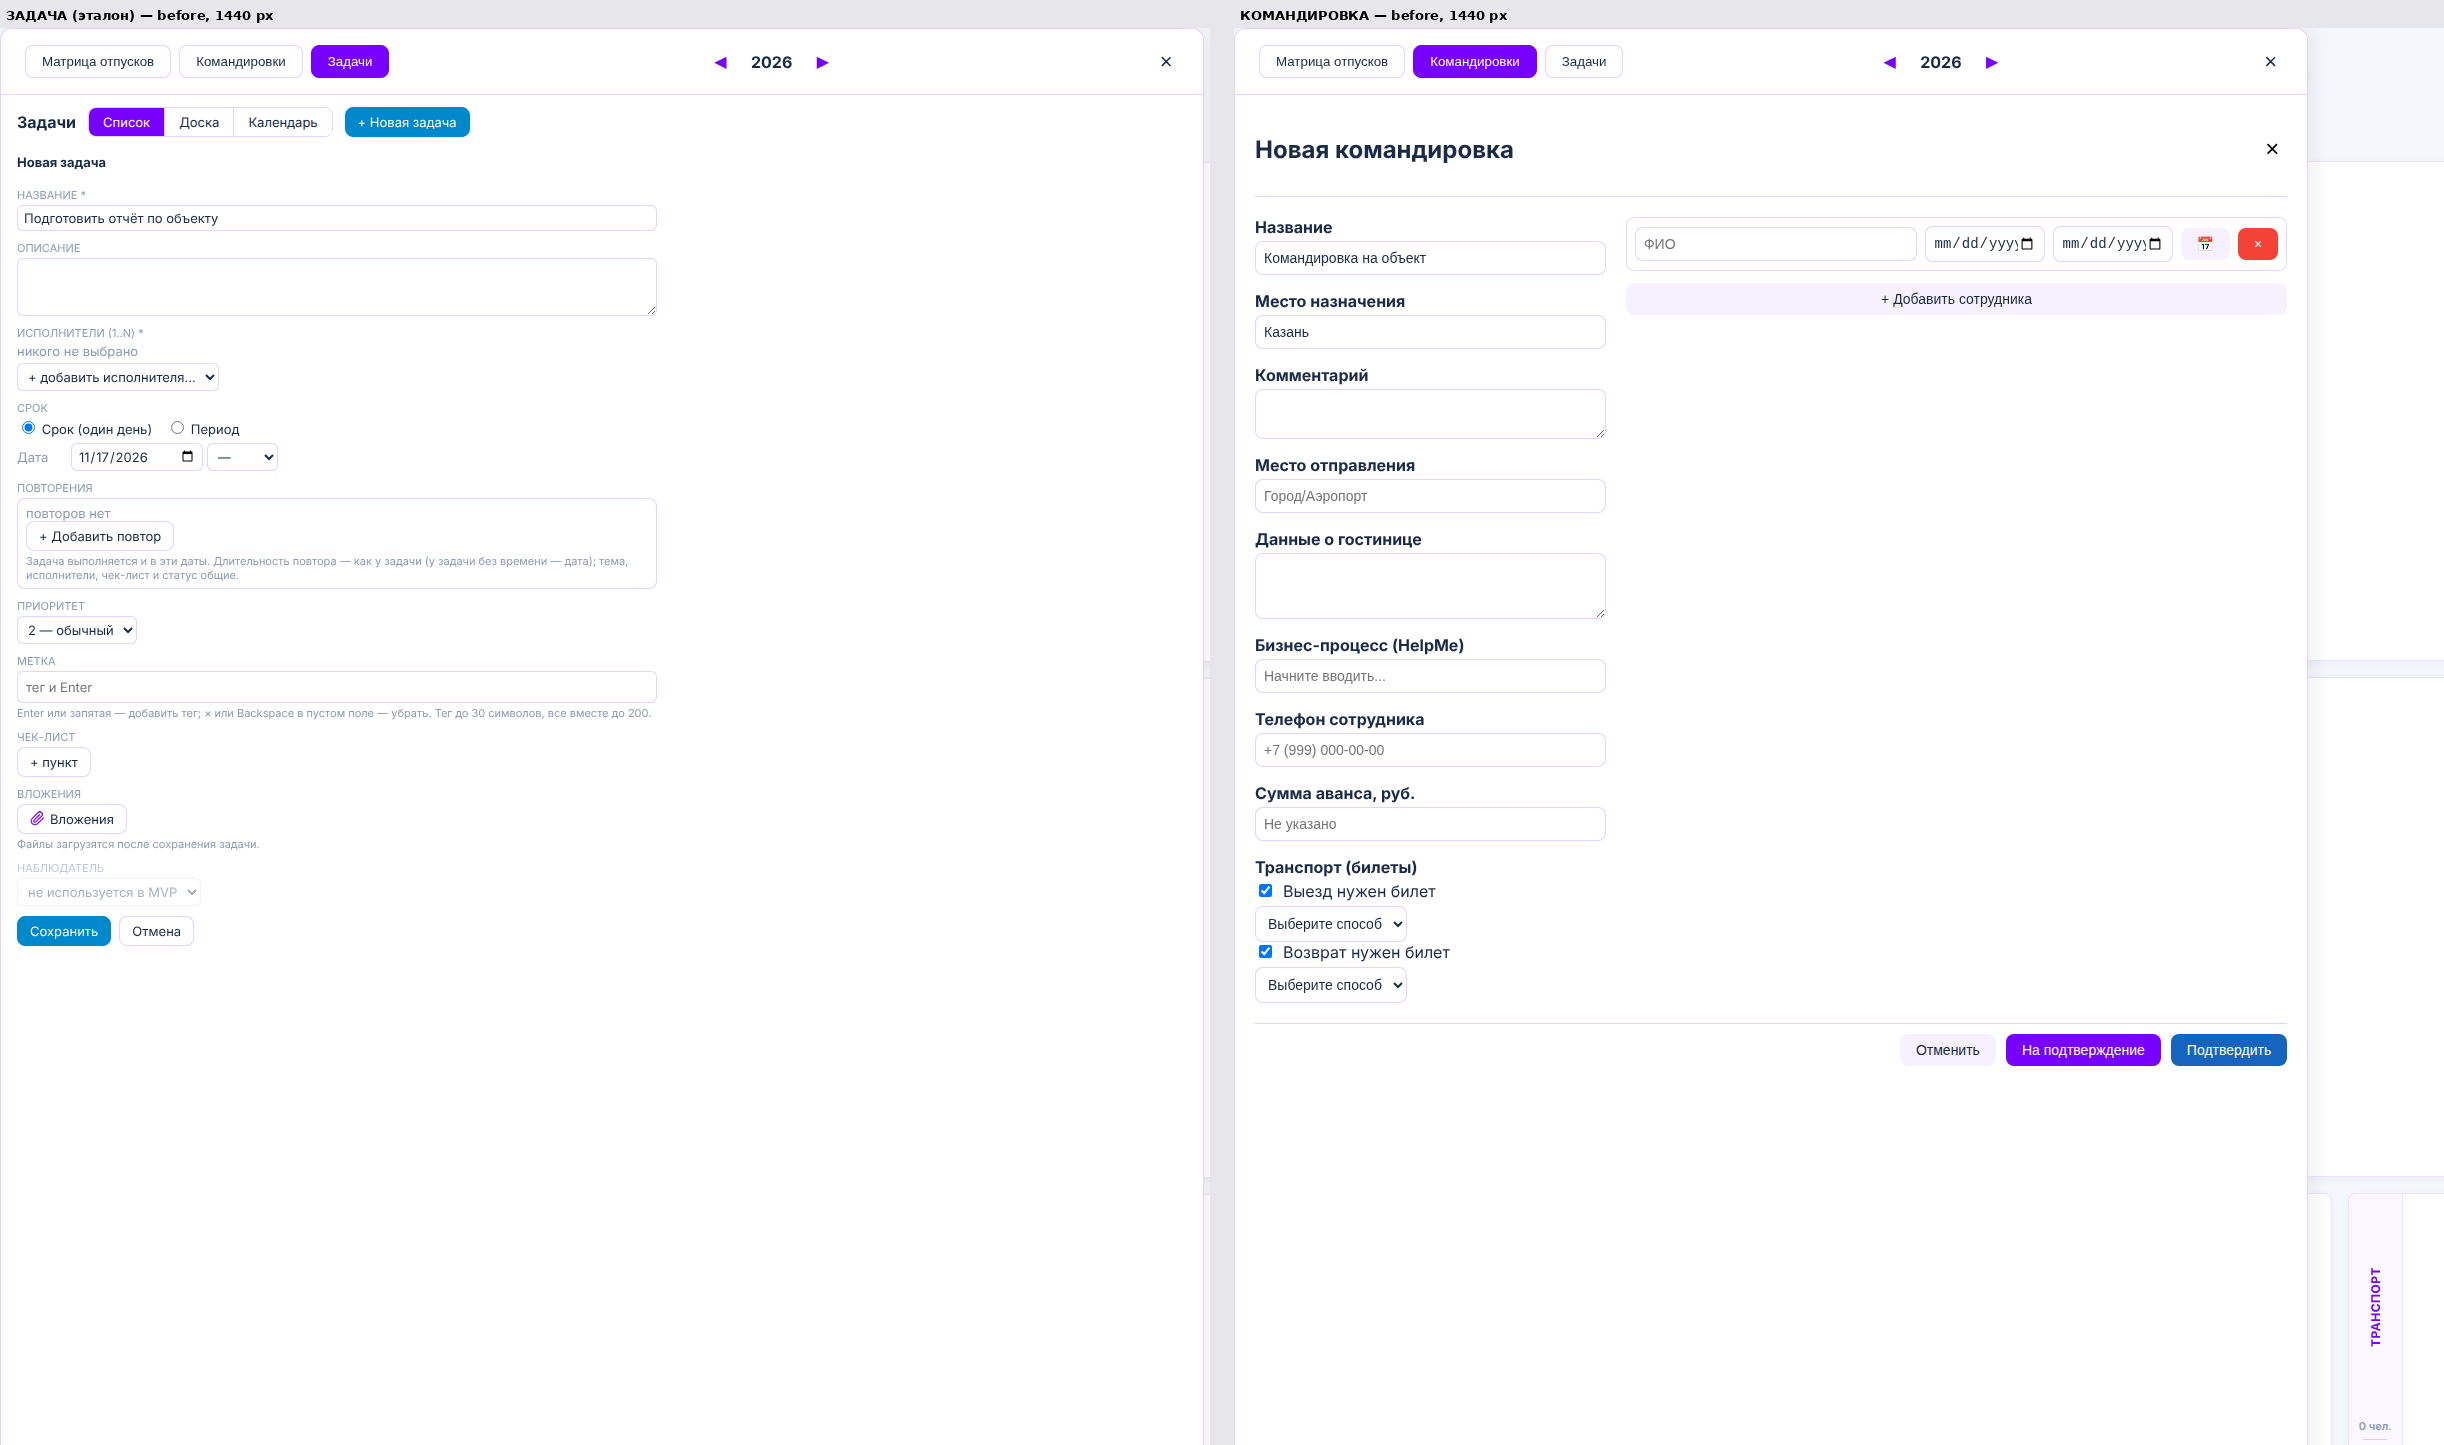 ЗАДАЧА (эталон) — before, 1440 px
Матрица отпусков
Командировки
Задачи
◀ 2026 ▶
×
Задачи
Список
Доска
Календарь
+ Новая задача
Новая задача
НАЗВАНИЕ *
Подготовить отчёт по объекту
ОПИСАНИЕ
ИСПОЛНИТЕЛИ (1..N) *
никого не выбрано
+ добавить исполнителя...
СРОК
Срок (один день)
Период
Дата
11/17/2026
—
ПОВТОРЕНИЯ
повторов нет
+ Добавить повтор
Задача выполняется и в эти даты. Длительность повтора — как у задачи (у задачи без времени — дата); тема,
исполнители, чек-лист и статус общие.
ПРИОРИТЕТ
2 — обычный
МЕТКА
тег и Enter
Enter или запятая — добавить тег; × или Backspace в пустом поле — убрать. Тег до 30 символов, все вместе до 200.
ЧЕК-ЛИСТ
+ пункт
ВЛОЖЕНИЯ
Вложения
Файлы загрузятся после сохранения задачи.
НАБЛЮДАТЕЛЬ
не используется в MVP
Сохранить
Отмена
КОМАНДИРОВКА — before, 1440 px
Матрица отпусков
Командировки
Задачи
◀ 2026 ▶
×
Новая командировка
×
Название
Командировка на объект
Место назначения
Казань
Комментарий
Место отправления
Город/Аэропорт
Данные о гостинице
Бизнес-процесс (HelpMe)
Начните вводить...
Телефон сотрудника
+7 (999) 000-00-00
Сумма аванса, руб.
Не указано
Транспорт (билеты)
Выезд нужен билет
Выберите способ
Возврат нужен билет
Выберите способ
ФИО
mm/dd/yyyy
mm/dd/yyyy
×
+ Добавить сотрудника
Отменить
На подтверждение
Подтвердить
ТРАНСПОРТ
0 чел.